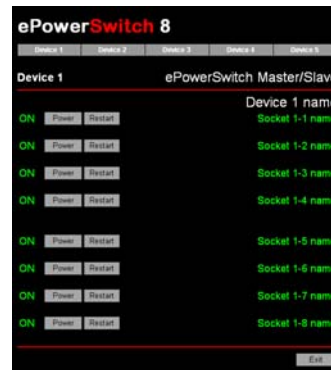 ePowerSwitch 8
Device 1 Device 2 Device 3 Device 4 Device 5
Device 1 ePowerSwitch Master/Slav
Device 1 nam
ON Power Restart Socket 1-1 nam
ON Power Restart Socket 1-2 nam
ON Power Restart Socket 1-3 nam
ON Power Restart Socket 1-4 nam
ON Power Restart Socket 1-5 nam
ON Power Restart Socket 1-6 nam
ON Power Restart Socket 1-7 nam
ON Power Restart Socket 1-8 nam
Exit